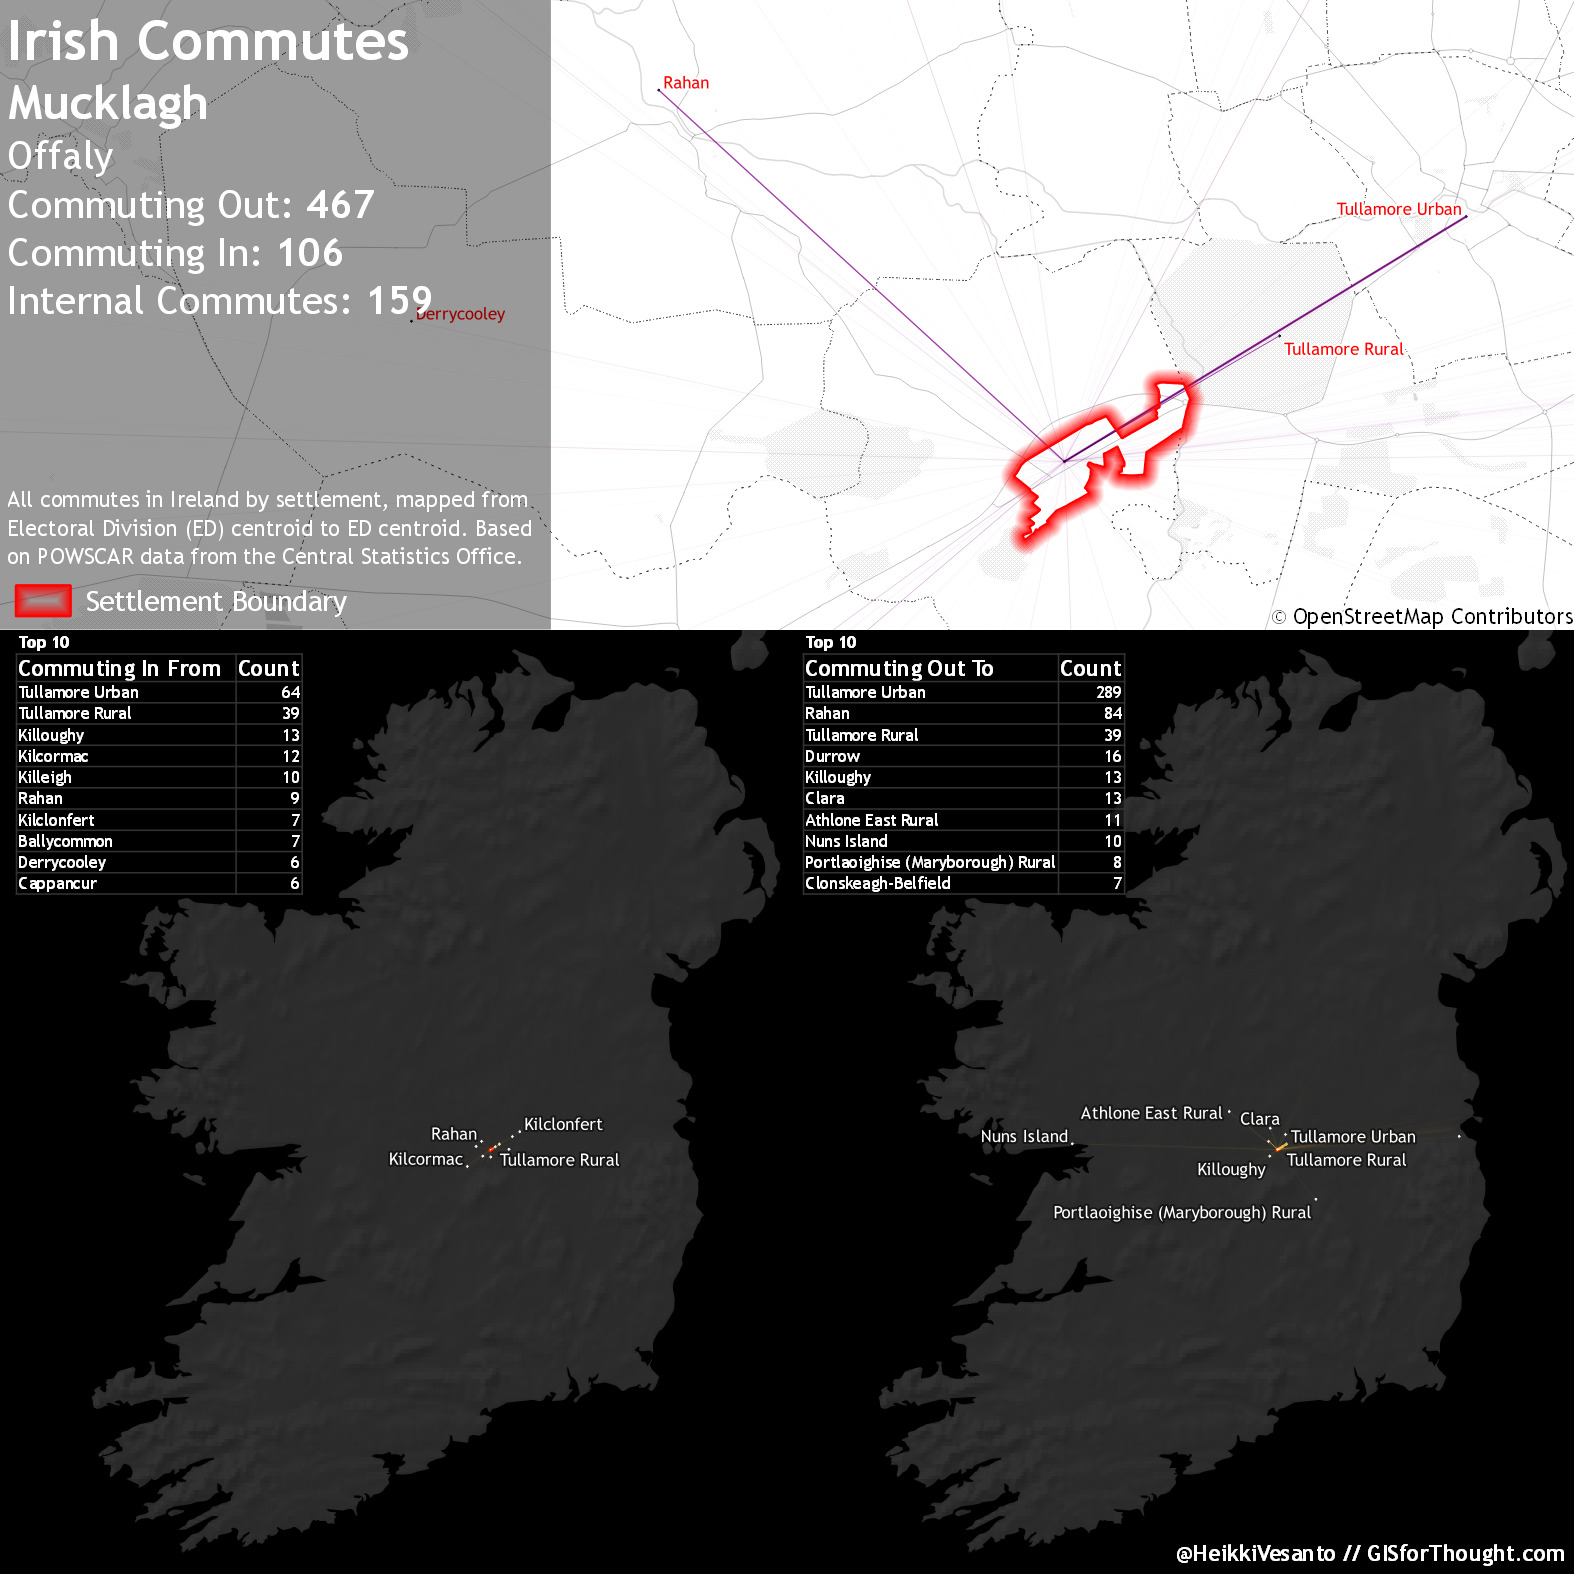 Irish Commutes
Mucklagh
Offaly
Commuting Out: 467
Commuting In: 106
Internal Commutes: 159
Derrycooley
Rahan
Tullamore Urban
Tullamore Rural
All commutes in Ireland by settlement, mapped from
Electoral Division (ED) centroid to ED centroid. Based
on POWSCAR data from the Central Statistics Office.
Settlement Boundary
© OpenStreetMap Contributors
Top 10
Commuting In From Count
Tullamore Urban 64
Tullamore Rural 39
Killoughy 13
Kilcormac 12
Killeigh 10
Rahan 9
Kilclonfert 7
Ballycommon 7
Derrycooley 6
Cappancur 6
Top 10
Commuting Out To Count
Tullamore Urban 289
Rahan 84
Tullamore Rural 39
Durrow 16
Killoughy 13
Clara 13
Athlone East Rural 11
Nuns Island 10
Portlaoighise (Maryborough) Rural 8
Clonskeagh-Belfield 7
Kilclonfert
Rahan
Kilcormac
Tullamore Rural
Athlone East Rural
Clara
Nuns Island
Tullamore Urban
Tullamore Rural
Killoughy
Portlaoighise (Maryborough) Rural
@HeikkiVesanto // GISforThought.com